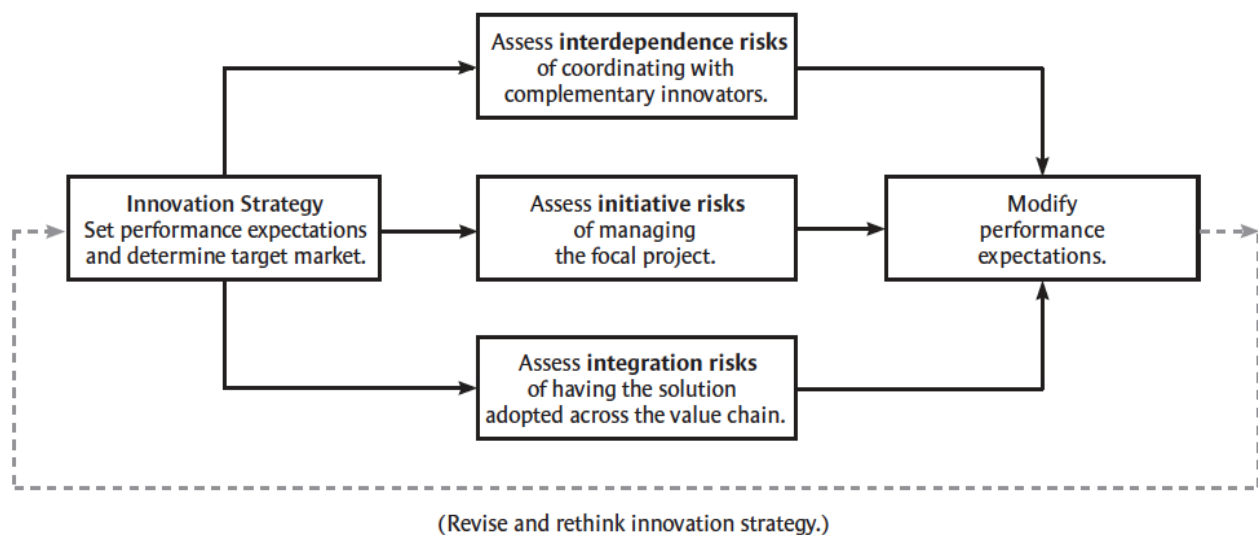 Assess interdependence risks
of coordinating with
complementary innovators.
Innovation Strategy
Set performance expectations
and determine target market.
Assess initiative risks
of managing
the focal project.
Modify
performance
expectations.
Assess integration risks
of having the solution
adopted across the value chain.
(Revise and rethink innovation strategy.)